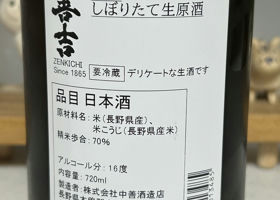 しぼりたて生原酒
善吉
ZENKICHI
Since 1865
要冷蔵 デリケートな生酒です
品目 日本酒
原材料名：米（長野県産）、
米こうじ（長野県産米）
精米歩合：70％
アルコール分：16度
内容量：720ml
製造者：株式会社中善酒造店